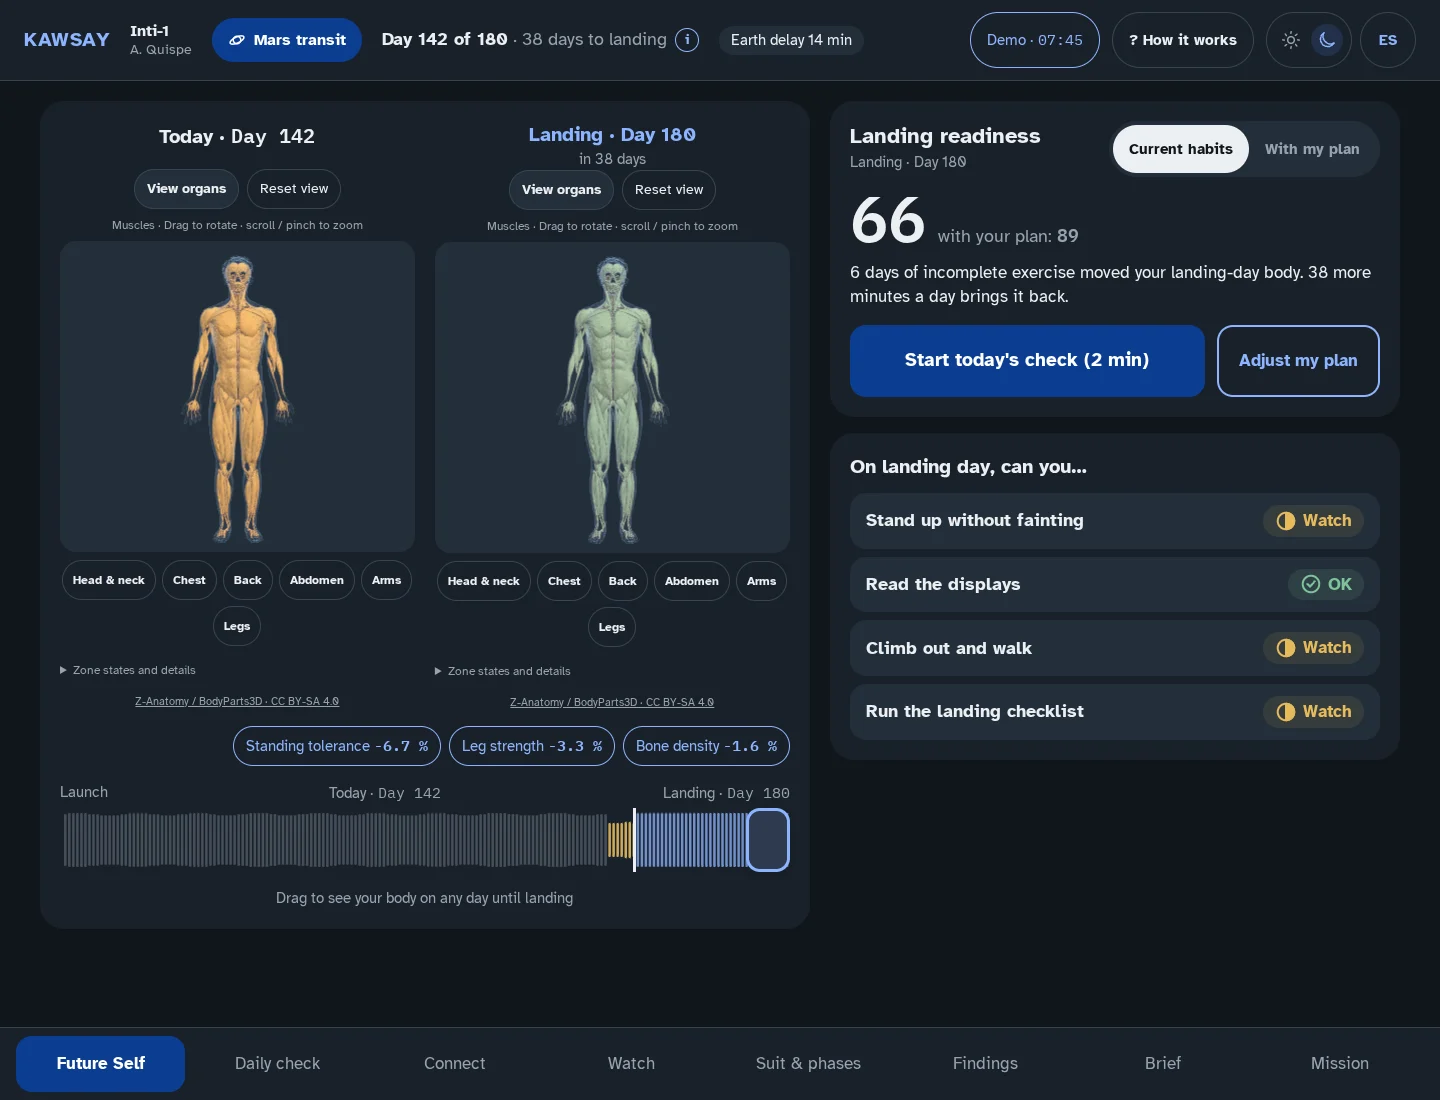 KAWSAY
Inti-1
A. Quispe
Mars transit
Day 142 of 180 · 38 days to landing
i
Earth delay 14 min
Demo · 07:45
? How it works
ES
Today · Day 142
View organs
Reset view
Muscles · Drag to rotate · scroll / pinch to zoom
Head & neck
Chest
Back
Abdomen
Arms
Legs
Zone states and details
Z-Anatomy / BodyParts3D · CC BY-SA 4.0
Landing · Day 180
in 38 days
View organs
Reset view
Muscles · Drag to rotate · scroll / pinch to zoom
Head & neck
Chest
Back
Abdomen
Arms
Legs
Zone states and details
Z-Anatomy / BodyParts3D · CC BY-SA 4.0
Standing tolerance -6.7 %
Leg strength -3.3 %
Bone density -1.6 %
Launch
Today · Day 142
Landing · Day 180
Drag to see your body on any day until landing
Landing readiness
Landing · Day 180
Current habits
With my plan
66
with your plan: 89
6 days of incomplete exercise moved your landing-day body. 38 more
minutes a day brings it back.
Start today's check (2 min)
Adjust my plan
On landing day, can you...
Stand up without fainting
Watch
Read the displays
OK
Climb out and walk
Watch
Run the landing checklist
Watch
Future Self
Daily check
Connect
Watch
Suit & phases
Findings
Brief
Mission